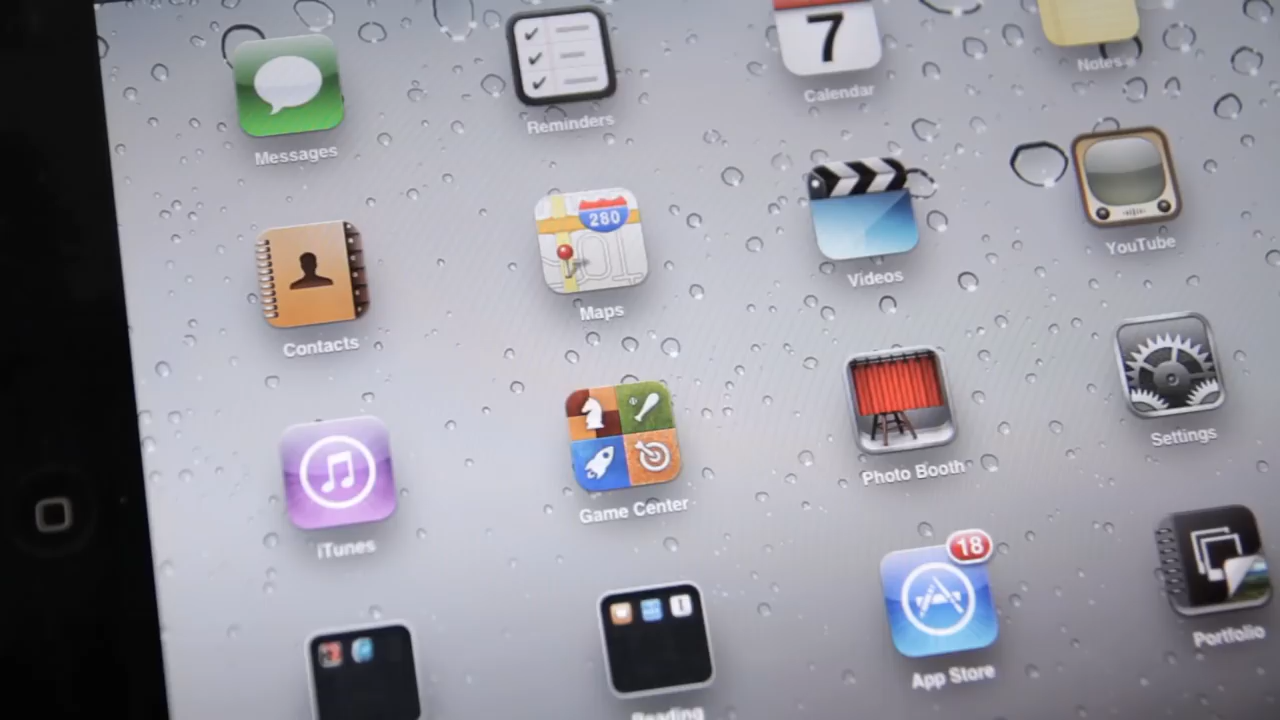 7
Messages
Reminders
Calendar
Notes
280
Contacts
Maps
Videos
YouTube
iTunes
Game Center
Photo Booth
Settings
18
Reading
App Store
Portfolio